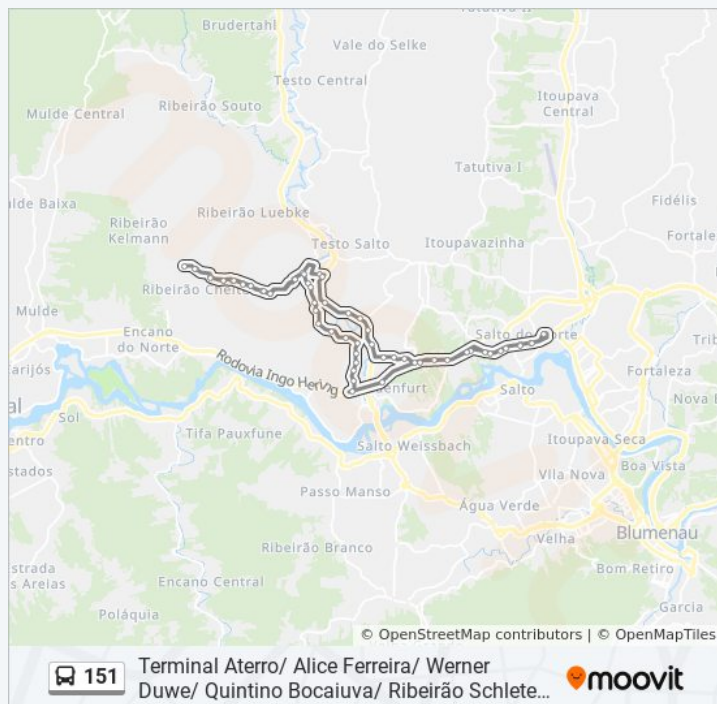 Tatutiva II
Brudertahl
Vale do Selke
Testo Central
Itoupava
Central
Ribeirão Souto
Mulde Central
Tatutiva I
Fidélis
alde Baixa
Ribeirão Luebke
Ribeirão
Kelmann
Testo Salto
Itoupavazinha
Fortale
Mulde
Encano
do Norte
Salto do Norte
Trib
arijós
Rodovia Ingo Hering
Fortaleza
Salto
Nova E
al
Sol
Tifa Pauxfune
Salto Weissbach
Itoupava Seca
entro
Boa Vista
stados
Vila Nova
Passo Manso
Água Verde
Velha
Blumenau
Ribeirão Branco
Bom Retiro
strada
s Areias
Encano Central
Garcia
Poláquia
© OpenStreetMap contributors | © OpenMapTiles
151
Terminal Aterro/ Alice Ferreira/ Werner
Duwe/ Quintino Bocaiuva/ Ribeirão Schlete...
moovit